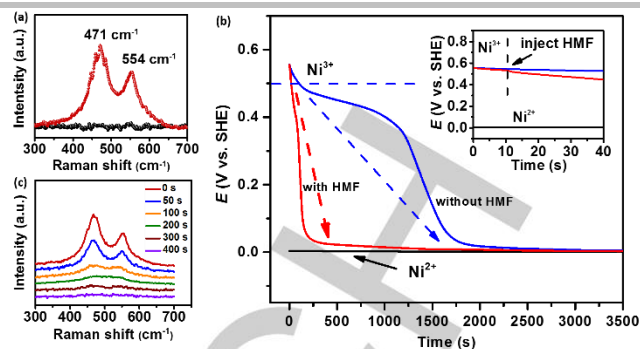 (a)
471 cm⁻¹
554 cm⁻¹
Intentsity (a.u.)
300 400 500 600 700
Raman shift (cm⁻¹)
(c)
0 s
50 s
100 s
200 s
300 s
400 s
Intensity (a.u.)
300 400 500 600 700
Raman shift (cm⁻¹)
(b)
E (V vs. SHE)
0.6
0.4
0.2
0.0
Ni³⁺
with HMF
without HMF
Ni²⁺
0 500 1000 1500 2000 2500 3000 3500
Time (s)
E (V vs. SHE)
0.8
0.6
0.4
0.2
0.0
Ni³⁺
inject HMF
Ni²⁺
0 10 20 30 40
Time (s)
CH